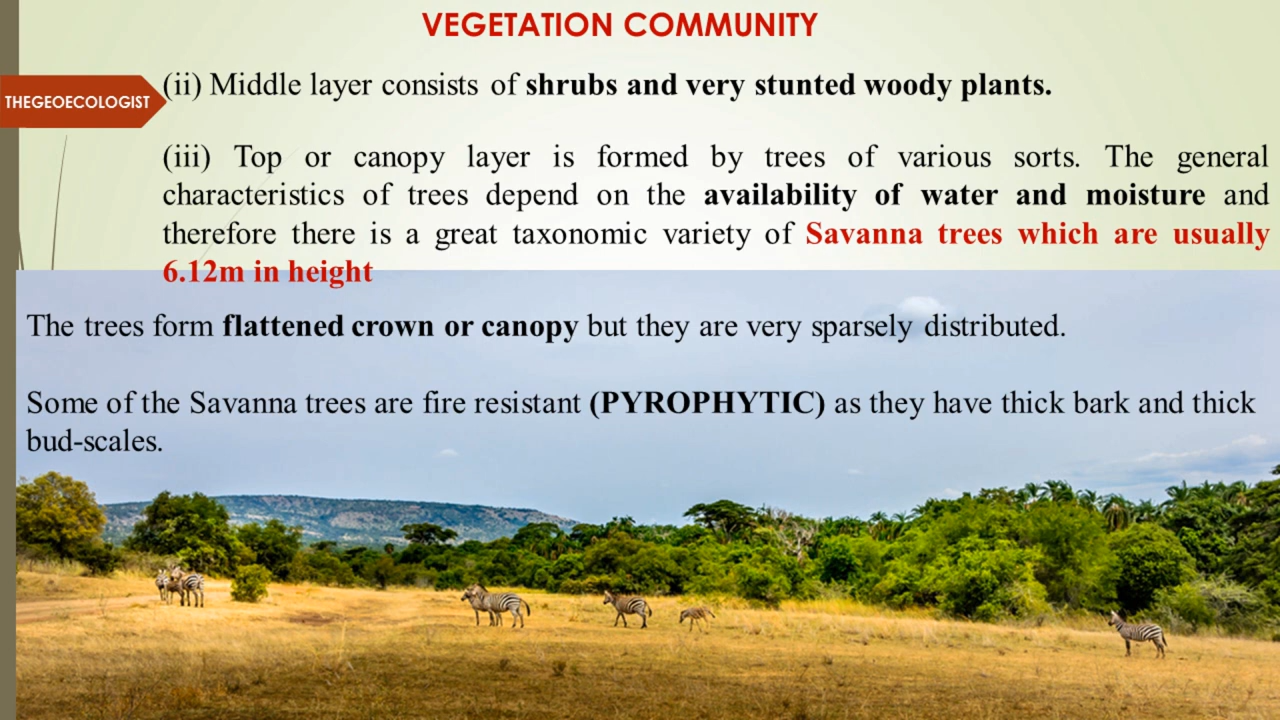 VEGETATION COMMUNITY
(ii) Middle layer consists of shrubs and very stunted woody plants.
THEGEOECOLOGIST
(iii) Top or canopy layer is formed by trees of various sorts. The general
characteristics of trees depend on the availability of water and moisture and
therefore there is a great taxonomic variety of Savanna trees which are usually
6.12m in height
The trees form flattened crown or canopy but they are very sparsely distributed.
Some of the Savanna trees are fire resistant (PYROPHYTIC) as they have thick bark and thick
bud-scales.